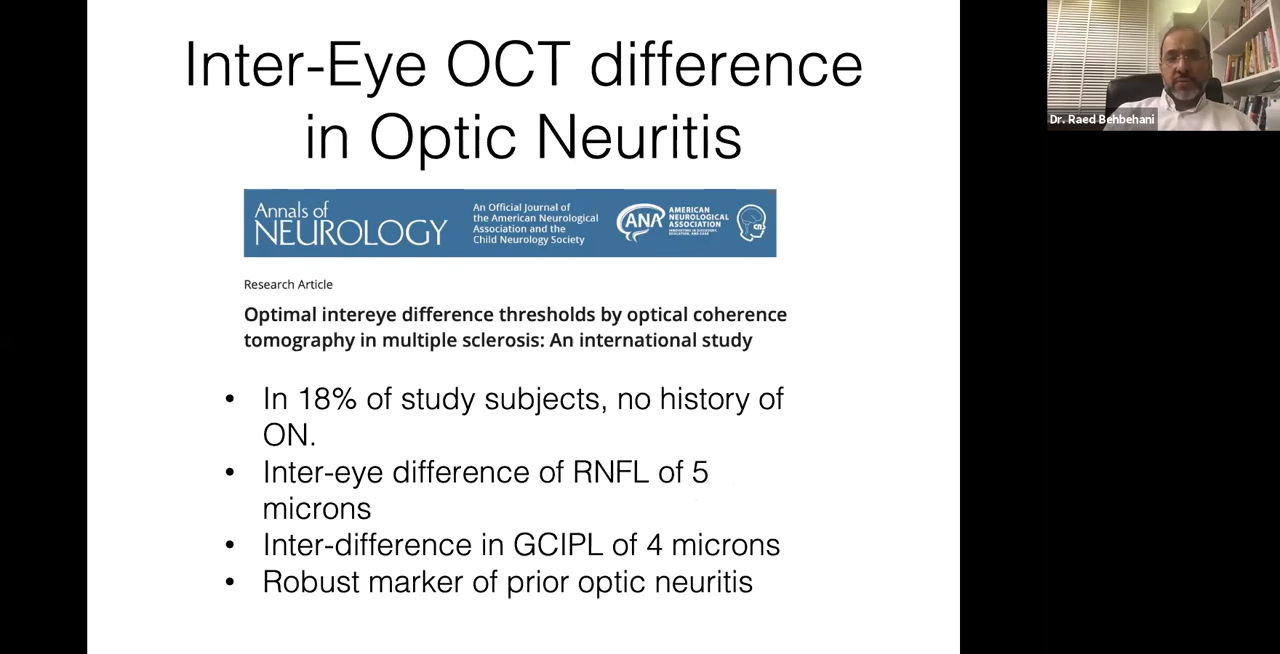 Inter-Eye OCT difference
in Optic Neuritis
Annals of
NEUROLOGY
An Official Journal of
the American Neurological
Association and the
Child Neurology Society
ANA
AMERICAN
NEUROLOGICAL
ASSOCIATION
Research Article
Optimal intereye difference thresholds by optical coherence
tomography in multiple sclerosis: An international study
• In 18% of study subjects, no history of
ON.
• Inter-eye difference of RNFL of 5
microns
• Inter-difference in GCIPL of 4 microns
• Robust marker of prior optic neuritis
Dr. Raed Behbehani